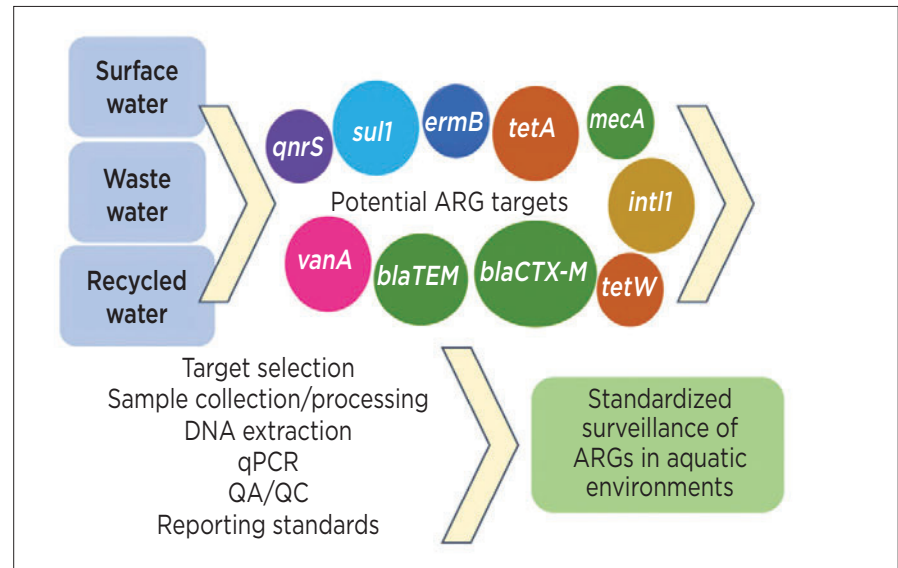 Surface
water
Waste
water
Recycled
water
qnrS
sul1
ermB
tetA
mecA
Potential ARG targets
intI1
vanA
blaTEM
blaCTX-M
tetW
Target selection
Sample collection/processing
DNA extraction
qPCR
QA/QC
Reporting standards
Standardized
surveillance of
ARGs in aquatic
environments